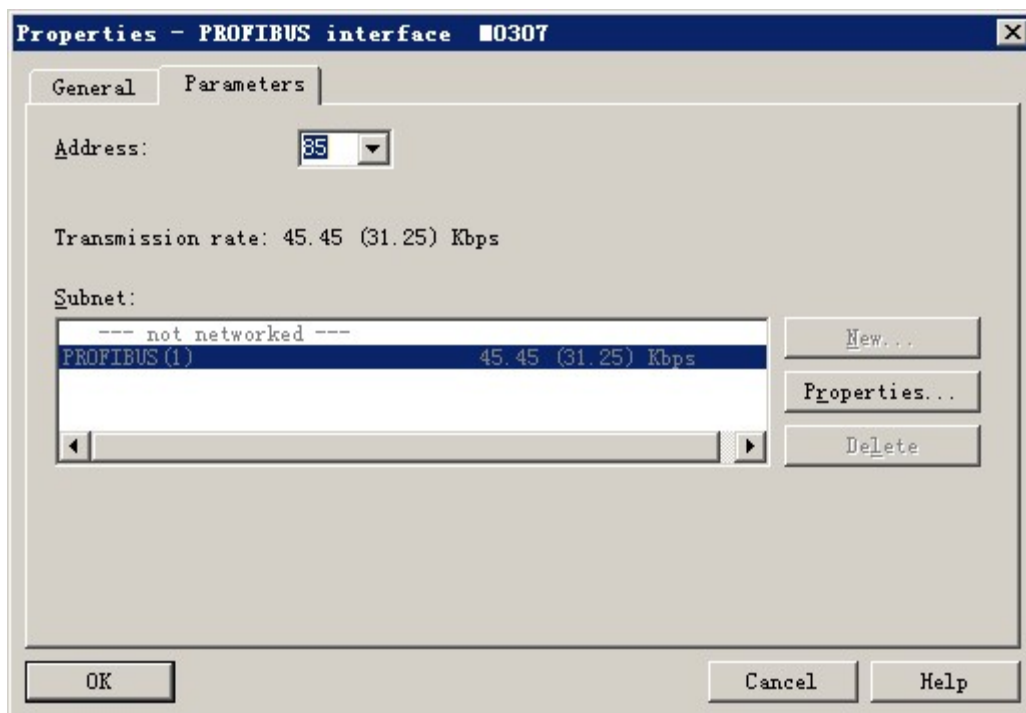 Properties - PROFIBUS interface ■0307
General Parameters
Address: 85
Transmission rate: 45.45 (31.25) Kbps
Subnet:
--- not networked ---
PROFIBUS(1) 45.45 (31.25) Kbps
New...
Properties...
Delete
OK Cancel Help